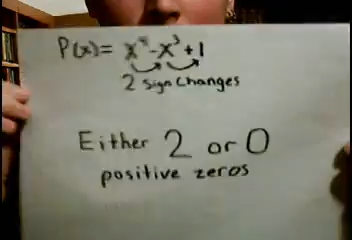 P(x)= x⁴-x³+1
2 sign changes
Either 2 or 0
positive zeros